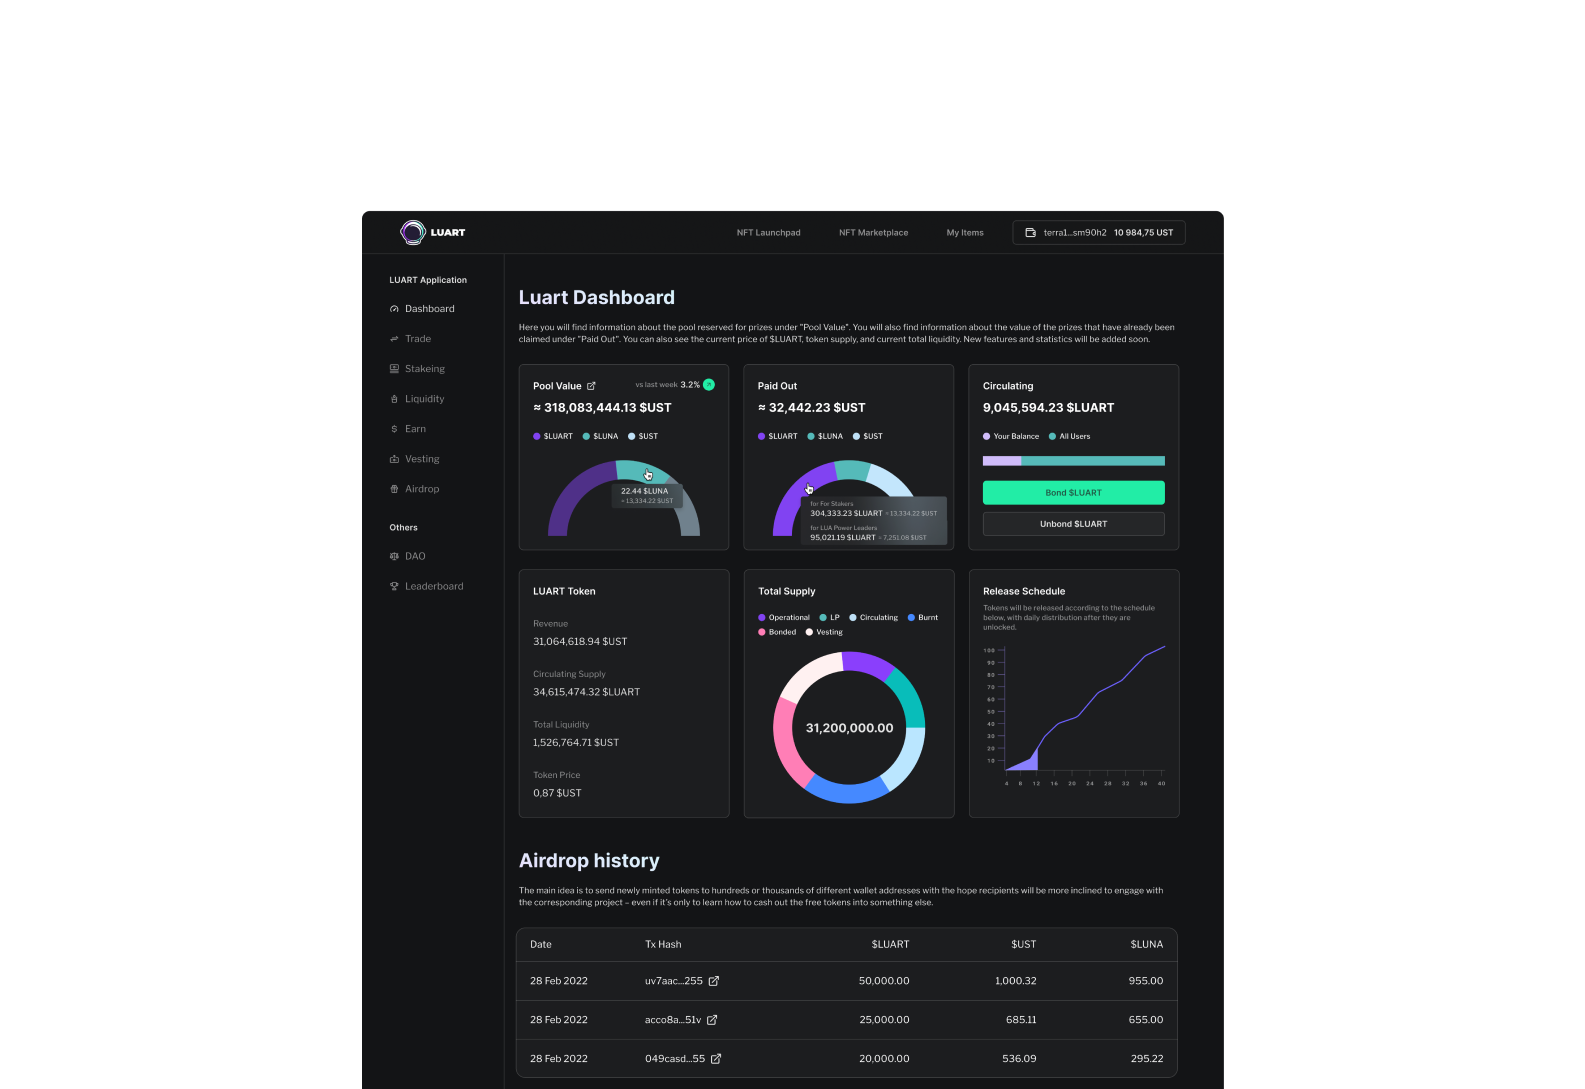 LUART
NFT Launchpad
NFT Marketplace
My Items
terra1...sm90h2 10 984,75 UST
LUART Application
Dashboard
Trade
Stakeing
Liquidity
Earn
Vesting
Airdrop
Others
DAO
Leaderboard
Luart Dashboard
Here you will find information about the pool reserved for prizes under "Pool Value". You will also find information about the value of the prizes that have already been
claimed under "Paid Out". You can also see the current price of $LUART, token supply, and current total liquidity. New features and statistics will be added soon.
Pool Value
vs last week 3.2%
≈ 318,083,444.13 $UST
$LUART $LUNA $UST
22.44 $LUNA
≈ 13,334.22 $UST
Paid Out
≈ 32,442.23 $UST
$LUART $LUNA $UST
for For Stakers
304,333.23 $LUART ≈ 13,334.22 $UST
for LUA Power Leaders
95,021.19 $LUART ≈ 7,251.08 $UST
Circulating
9,045,594.23 $LUART
Your Balance All Users
Bond $LUART
Unbond $LUART
LUART Token
Revenue
31,064,618.94 $UST
Circulating Supply
34,615,474.32 $LUART
Total Liquidity
1,526,764.71 $UST
Token Price
0,87 $UST
Total Supply
Operational LP Circulating Burnt
Bonded Vesting
31,200,000.00
Release Schedule
Tokens will be released according to the schedule
below, with daily distribution after they are
unlocked.
100
90
80
70
60
50
40
30
20
10
4 8 12 16 20 24 28 32 36 40
Airdrop history
The main idea is to send newly minted tokens to hundreds or thousands of different wallet addresses with the hope recipients will be more inclined to engage with
the corresponding project – even if it's only to learn how to cash out the free tokens into something else.
Date Tx Hash $LUART $UST $LUNA
28 Feb 2022 uv7aac...255 50,000.00 1,000.32 955.00
28 Feb 2022 acco8a...51v 25,000.00 685.11 655.00
28 Feb 2022 049casd...55 20,000.00 536.09 295.22